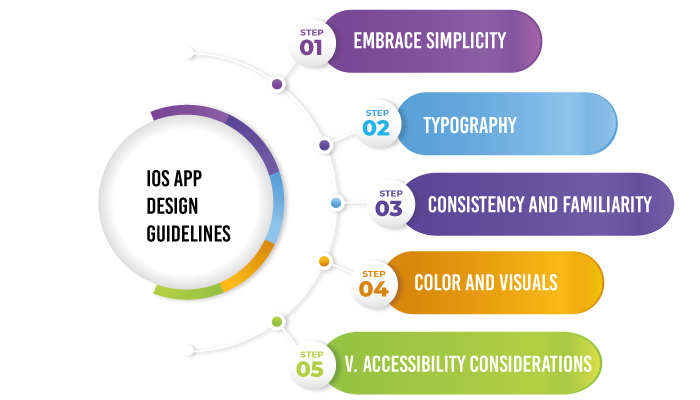 IOS APP
DESIGN
GUIDELINES
STEP
01
EMBRACE SIMPLICITY
STEP
02
TYPOGRAPHY
STEP
03
CONSISTENCY AND FAMILIARITY
STEP
04
COLOR AND VISUALS
STEP
05
V. ACCESSIBILITY CONSIDERATIONS